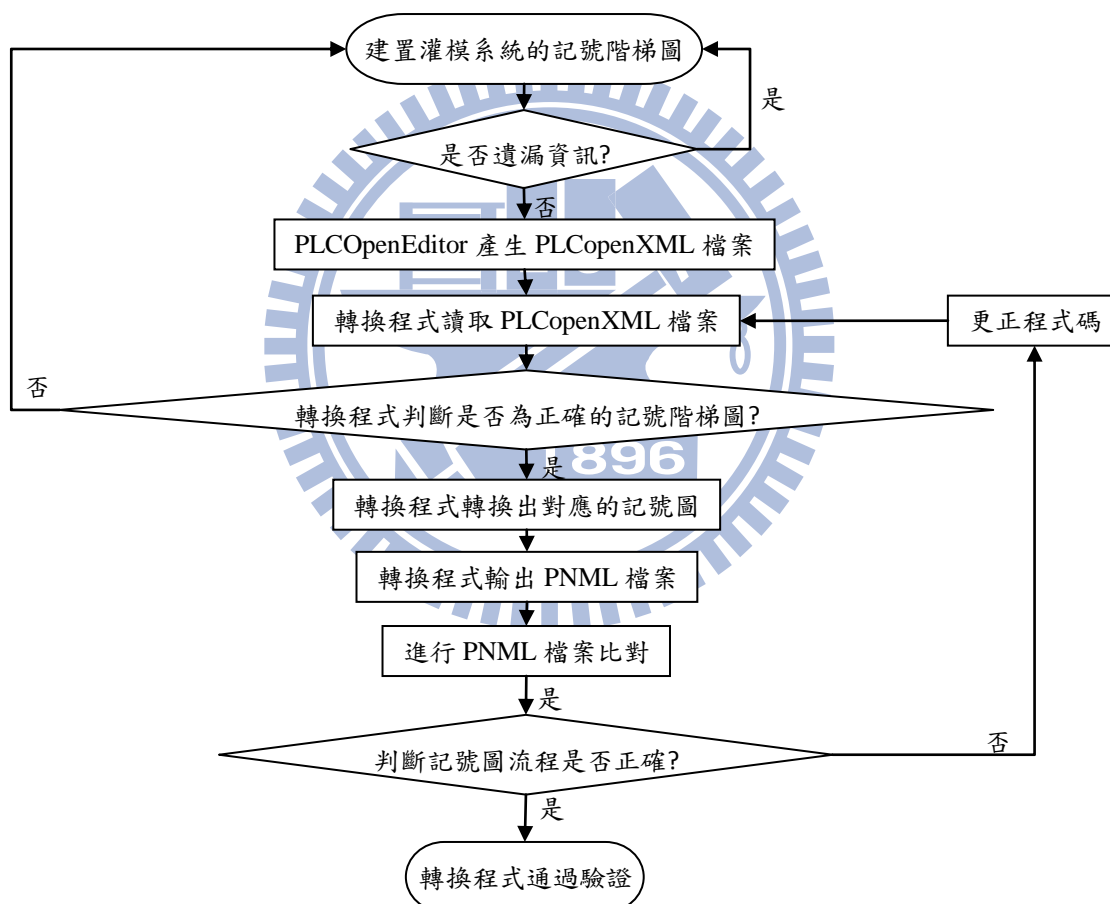 建置灌模系統的記號階梯圖
是
是否遺漏資訊?
否
PLCOpenEditor 產生 PLCopenXML 檔案
轉換程式讀取 PLCopenXML 檔案
更正程式碼
否
轉換程式判斷是否為正確的記號階梯圖?
是
1896
轉換程式轉換出對應的記號圖
轉換程式輸出 PNML 檔案
進行 PNML 檔案比對
是
判斷記號圖流程是否正確?
否
是
轉換程式通過驗證